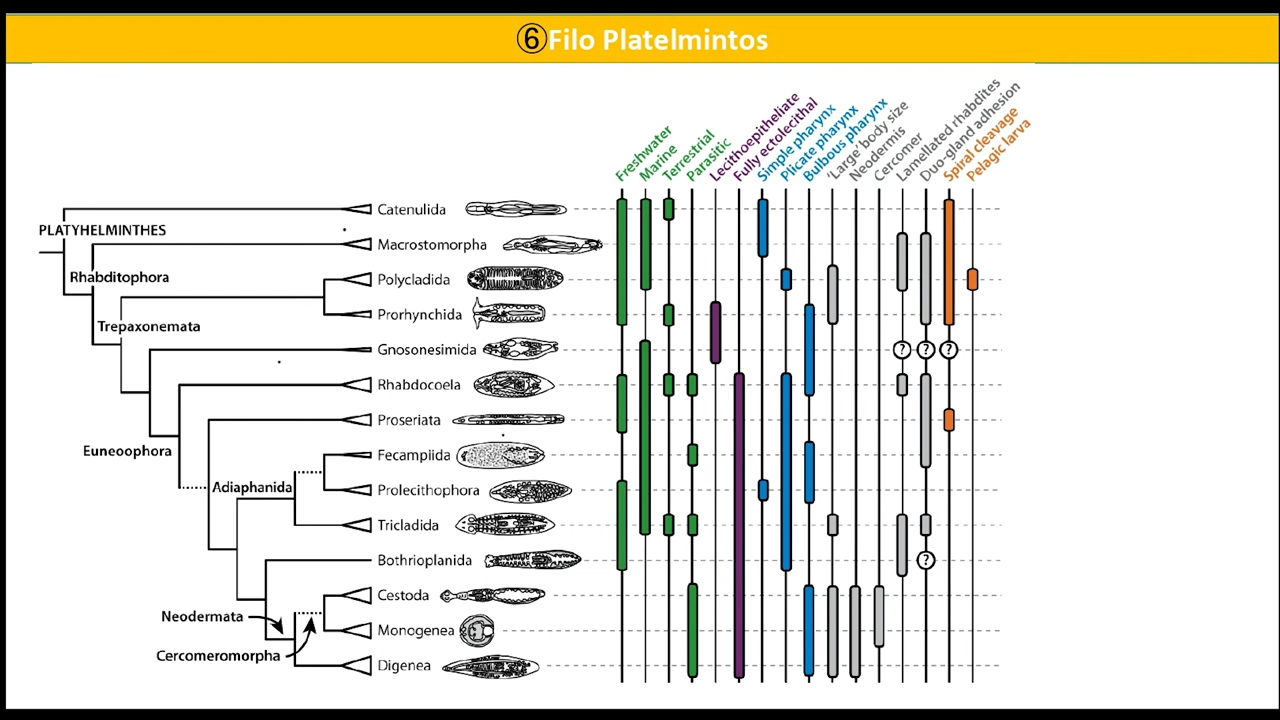 ⑥Filo Platelmintos
Freshwater
Marine
Terrestrial
Parasitic
Lecithoepitheliate
Fully ectolecithal
Simple pharynx
Plicate pharynx
Bulbous pharynx
'Large' body size
Neodermis
Cercomer
Lamellated rhabdites
Duo-gland adhesion
Spiral cleavage
Pelagic larva
Catenulida
PLATYHELMINTHES
Macrostomorpha
Rhabditophora
Polycladida
Prorhynchida
Trepaxonemata
Gnosonesimida
? ? ?
Rhabdocoela
Proseriata
Euneoophora
Fecampiida
Adiaphanida
Prolecithophora
Tricladida
Bothrioplanida
?
Cestoda
Neodermata
Monogenea
Cercomeromorpha
Digenea